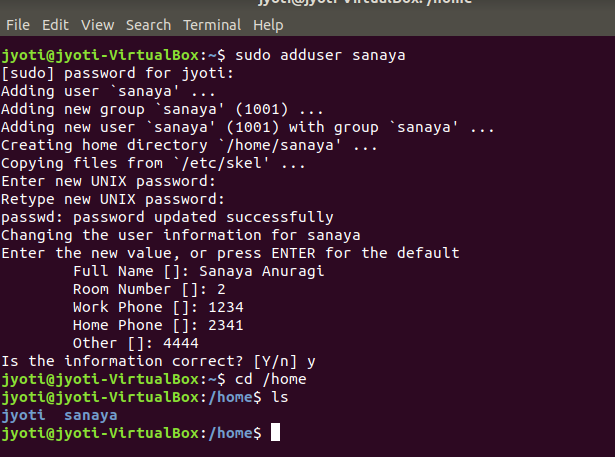 jyoti@jyoti-VirtualBox: /home
File Edit View Search Terminal Help
jyoti@jyoti-VirtualBox:~$ sudo adduser sanaya
[sudo] password for jyoti:
Adding user `sanaya' ...
Adding new group `sanaya' (1001) ...
Adding new user `sanaya' (1001) with group `sanaya' ...
Creating home directory `/home/sanaya' ...
Copying files from `/etc/skel' ...
Enter new UNIX password:
Retype new UNIX password:
passwd: password updated successfully
Changing the user information for sanaya
Enter the new value, or press ENTER for the default
        Full Name []: Sanaya Anuragi
        Room Number []: 2
        Work Phone []: 1234
        Home Phone []: 2341
        Other []: 4444
Is the information correct? [Y/n] y
jyoti@jyoti-VirtualBox:~$ cd /home
jyoti@jyoti-VirtualBox:/home$ ls
jyoti  sanaya
jyoti@jyoti-VirtualBox:/home$